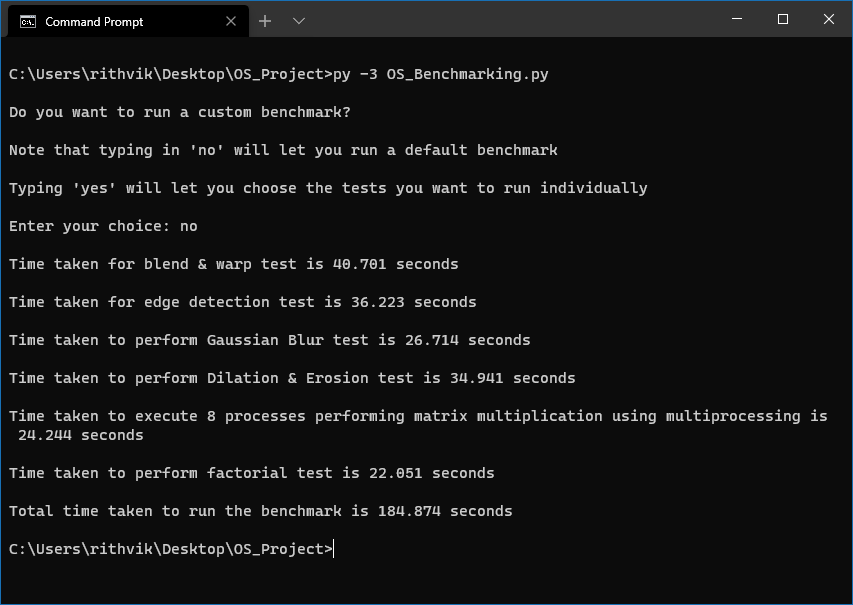 Command Prompt
C:\Users\rithvik\Desktop\OS_Project>py -3 OS_Benchmarking.py
Do you want to run a custom benchmark?
Note that typing in 'no' will let you run a default benchmark
Typing 'yes' will let you choose the tests you want to run individually
Enter your choice: no
Time taken for blend & warp test is 40.701 seconds
Time taken for edge detection test is 36.223 seconds
Time taken to perform Gaussian Blur test is 26.714 seconds
Time taken to perform Dilation & Erosion test is 34.941 seconds
Time taken to execute 8 processes performing matrix multiplication using multiprocessing is
24.244 seconds
Time taken to perform factorial test is 22.051 seconds
Total time taken to run the benchmark is 184.874 seconds
C:\Users\rithvik\Desktop\OS_Project>